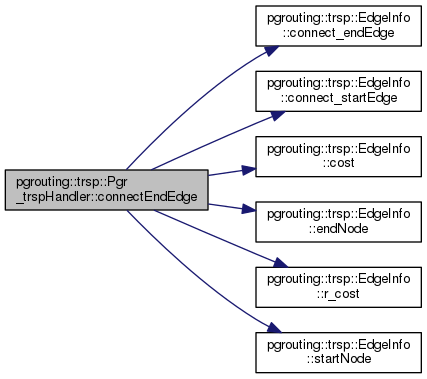 pgrouting::trsp::EdgeInfo
::connect_endEdge
pgrouting::trsp::EdgeInfo
::connect_startEdge
pgrouting::trsp::EdgeInfo
::cost
pgrouting::trsp::Pgr
_trspHandler::connectEndEdge
pgrouting::trsp::EdgeInfo
::endNode
pgrouting::trsp::EdgeInfo
::r_cost
pgrouting::trsp::EdgeInfo
::startNode